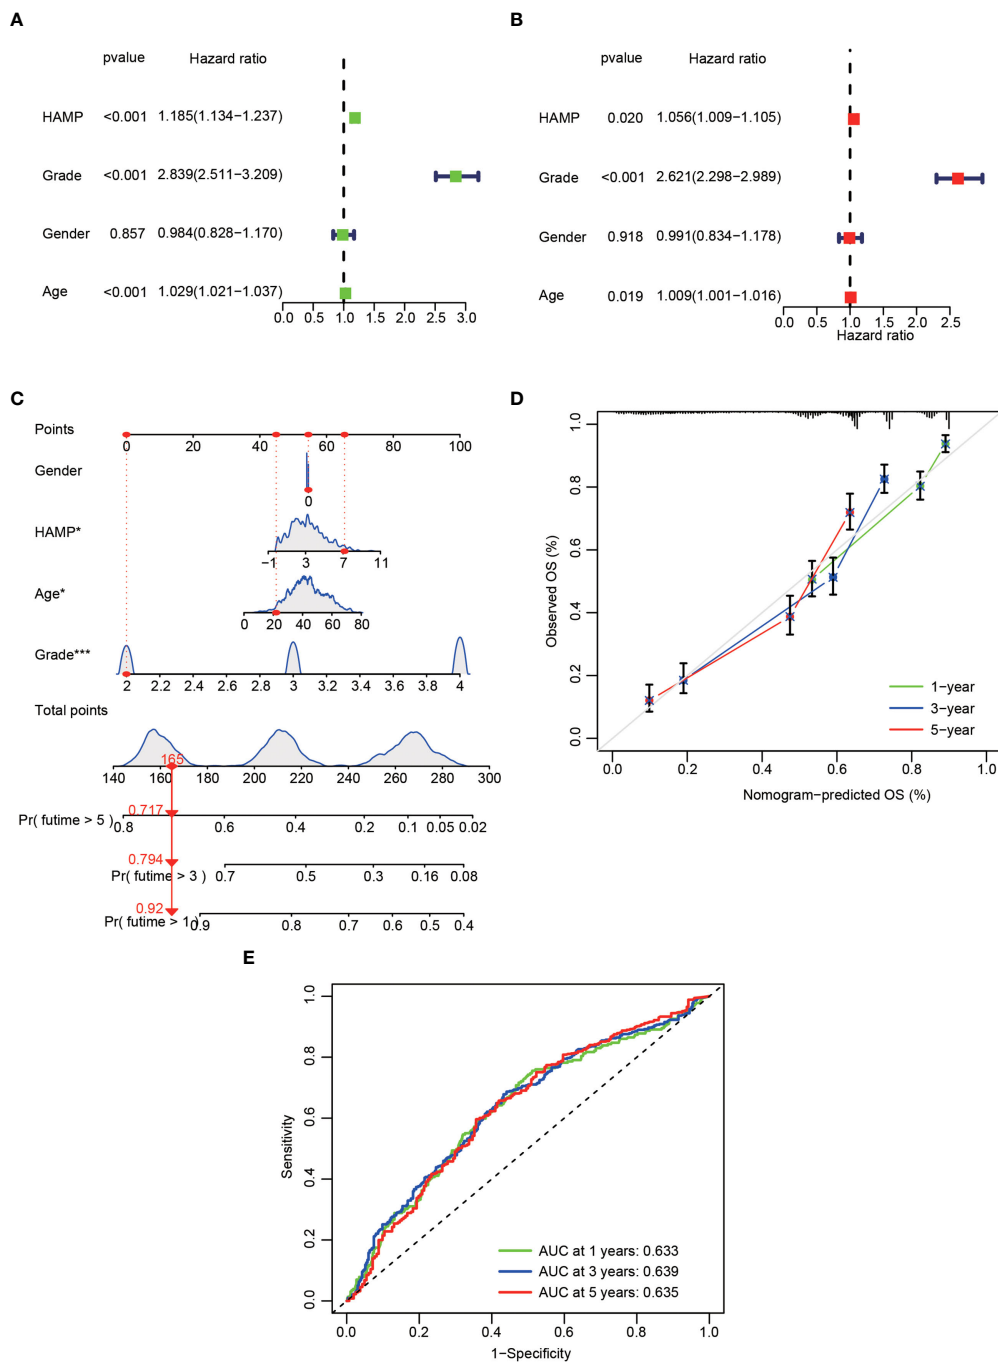 A
pvalue Hazard ratio
HAMP <0.001 1.185(1.134−1.237)
Grade <0.001 2.839(2.511−3.209)
Gender 0.857 0.984(0.828−1.170)
Age <0.001 1.029(1.021−1.037)
0.0 0.5 1.0 1.5 2.0 2.5 3.0
B
pvalue Hazard ratio
HAMP 0.020 1.056(1.009−1.105)
Grade <0.001 2.621(2.298−2.989)
Gender 0.918 0.991(0.834−1.178)
Age 0.019 1.009(1.001−1.016)
0.0 0.5 1.0 1.5 2.0 2.5
Hazard ratio
C
Points
0 20 40 60 80 100
Gender
0
HAMP*
−1 3 7 11
Age*
0 20 40 60 80
Grade***
2 2.2 2.4 2.6 2.8 3 3.2 3.4 3.6 3.8 4
Total points
165
140 160 180 200 220 240 260 280 300
0.717
Pr( futime > 5 ) 0.8 0.6 0.4 0.2 0.1 0.05 0.02
0.794
Pr( futime > 3 ) 0.7 0.5 0.3 0.16 0.08
0.92
Pr( futime > 1 ) 0.9 0.8 0.7 0.6 0.5 0.4
D
Observed OS (%)
0.0 0.2 0.4 0.6 0.8 1.0
1−year
3−year
5−year
0.0 0.2 0.4 0.6 0.8 1.0
Nomogram−predicted OS (%)
E
Sensitivity
0.0 0.2 0.4 0.6 0.8 1.0
AUC at 1 years: 0.633
AUC at 3 years: 0.639
AUC at 5 years: 0.635
0.0 0.2 0.4 0.6 0.8 1.0
1−Specificity